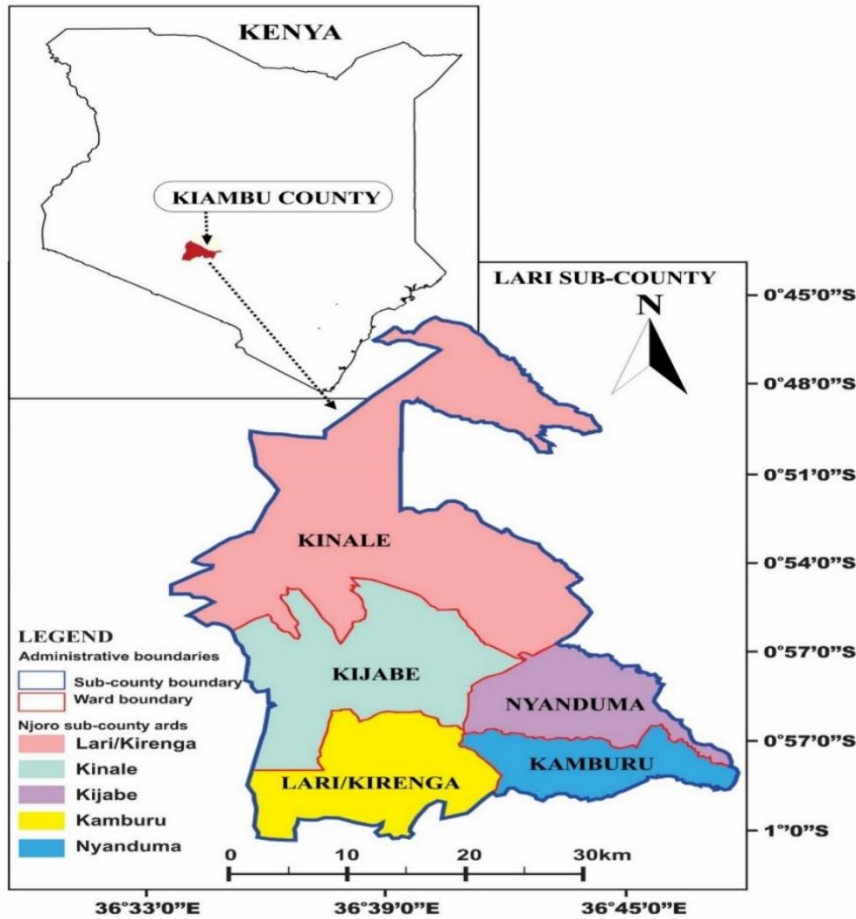 KENYA
KIAMBU COUNTY
LARI SUB-COUNTY
N
0°45’0”S
0°48’0”S
0°51’0”S
0°54’0”S
0°57’0”S
0°57’0”S
1°0”S
KINALE
KIJABE
NYANDUMA
KAMBURU
LARI/KIRENGA
LEGEND
Administrative boundaries
Sub-county boundary
Ward boundary
Njoro sub-county ards
Lari/Kirenga
Kinale
Kijabe
Kamburu
Nyanduma
0 10 20 30km
36°33’0”E 36°39’0”E 36°45’0”E